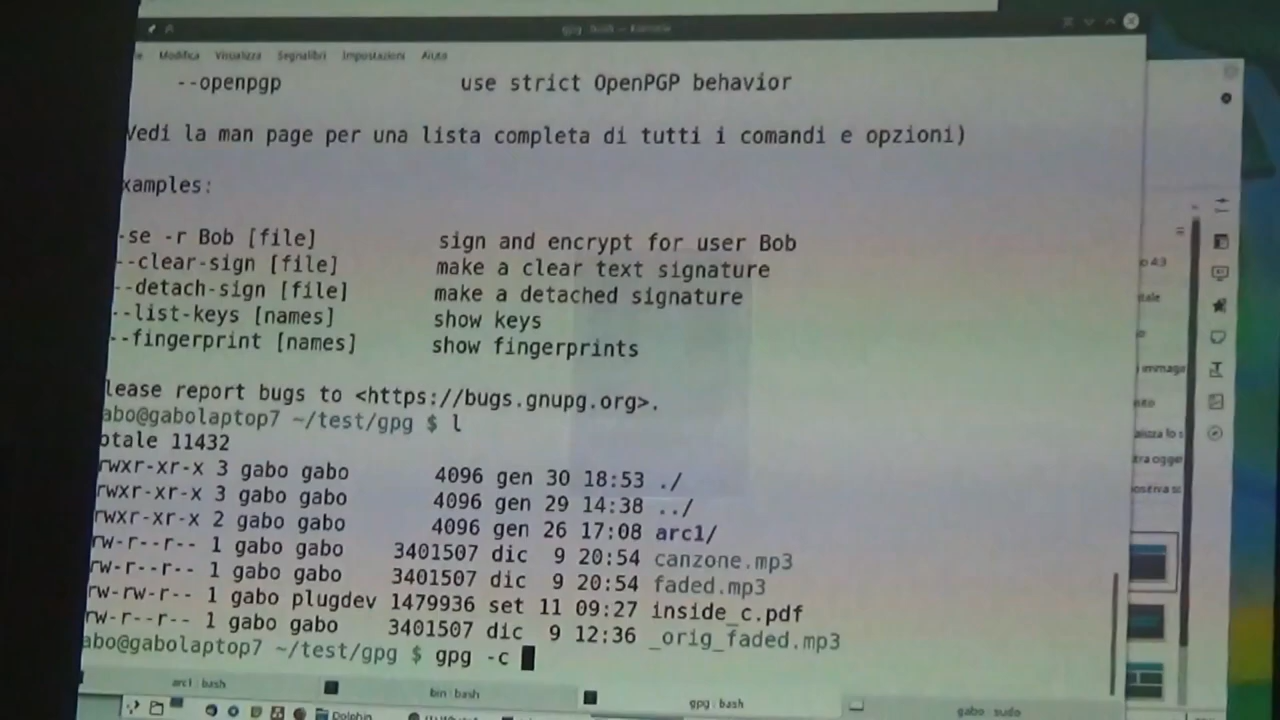 gpg : bash — Konsole
Modifica Visualizza Segnalibri Impostazioni Aiuto
--openpgp use strict OpenPGP behavior
Vedi la man page per una lista completa di tutti i comandi e opzioni)
xamples:
-se -r Bob [file] sign and encrypt for user Bob
--clear-sign [file] make a clear text signature
--detach-sign [file] make a detached signature
--list-keys [names] show keys
--fingerprint [names] show fingerprints
lease report bugs to <https://bugs.gnupg.org>.
abo@gabolaptop7 ~/test/gpg $ l
otale 11432
rwxr-xr-x 3 gabo gabo 4096 gen 30 18:53 ./
rwxr-xr-x 3 gabo gabo 4096 gen 29 14:38 ../
rwxr-xr-x 2 gabo gabo 4096 gen 26 17:08 arc1/
rw-r--r-- 1 gabo gabo 3401507 dic 9 20:54 canzone.mp3
rw-r--r-- 1 gabo gabo 3401507 dic 9 20:54 faded.mp3
rw-rw-r-- 1 gabo plugdev 1479936 set 11 09:27 inside_c.pdf
rw-r--r-- 1 gabo gabo 3401507 dic 9 12:36 _orig_faded.mp3
abo@gabolaptop7 ~/test/gpg $ gpg -c
arc1 : bash bin : bash gpg : bash gabo : sudo
Dolphin